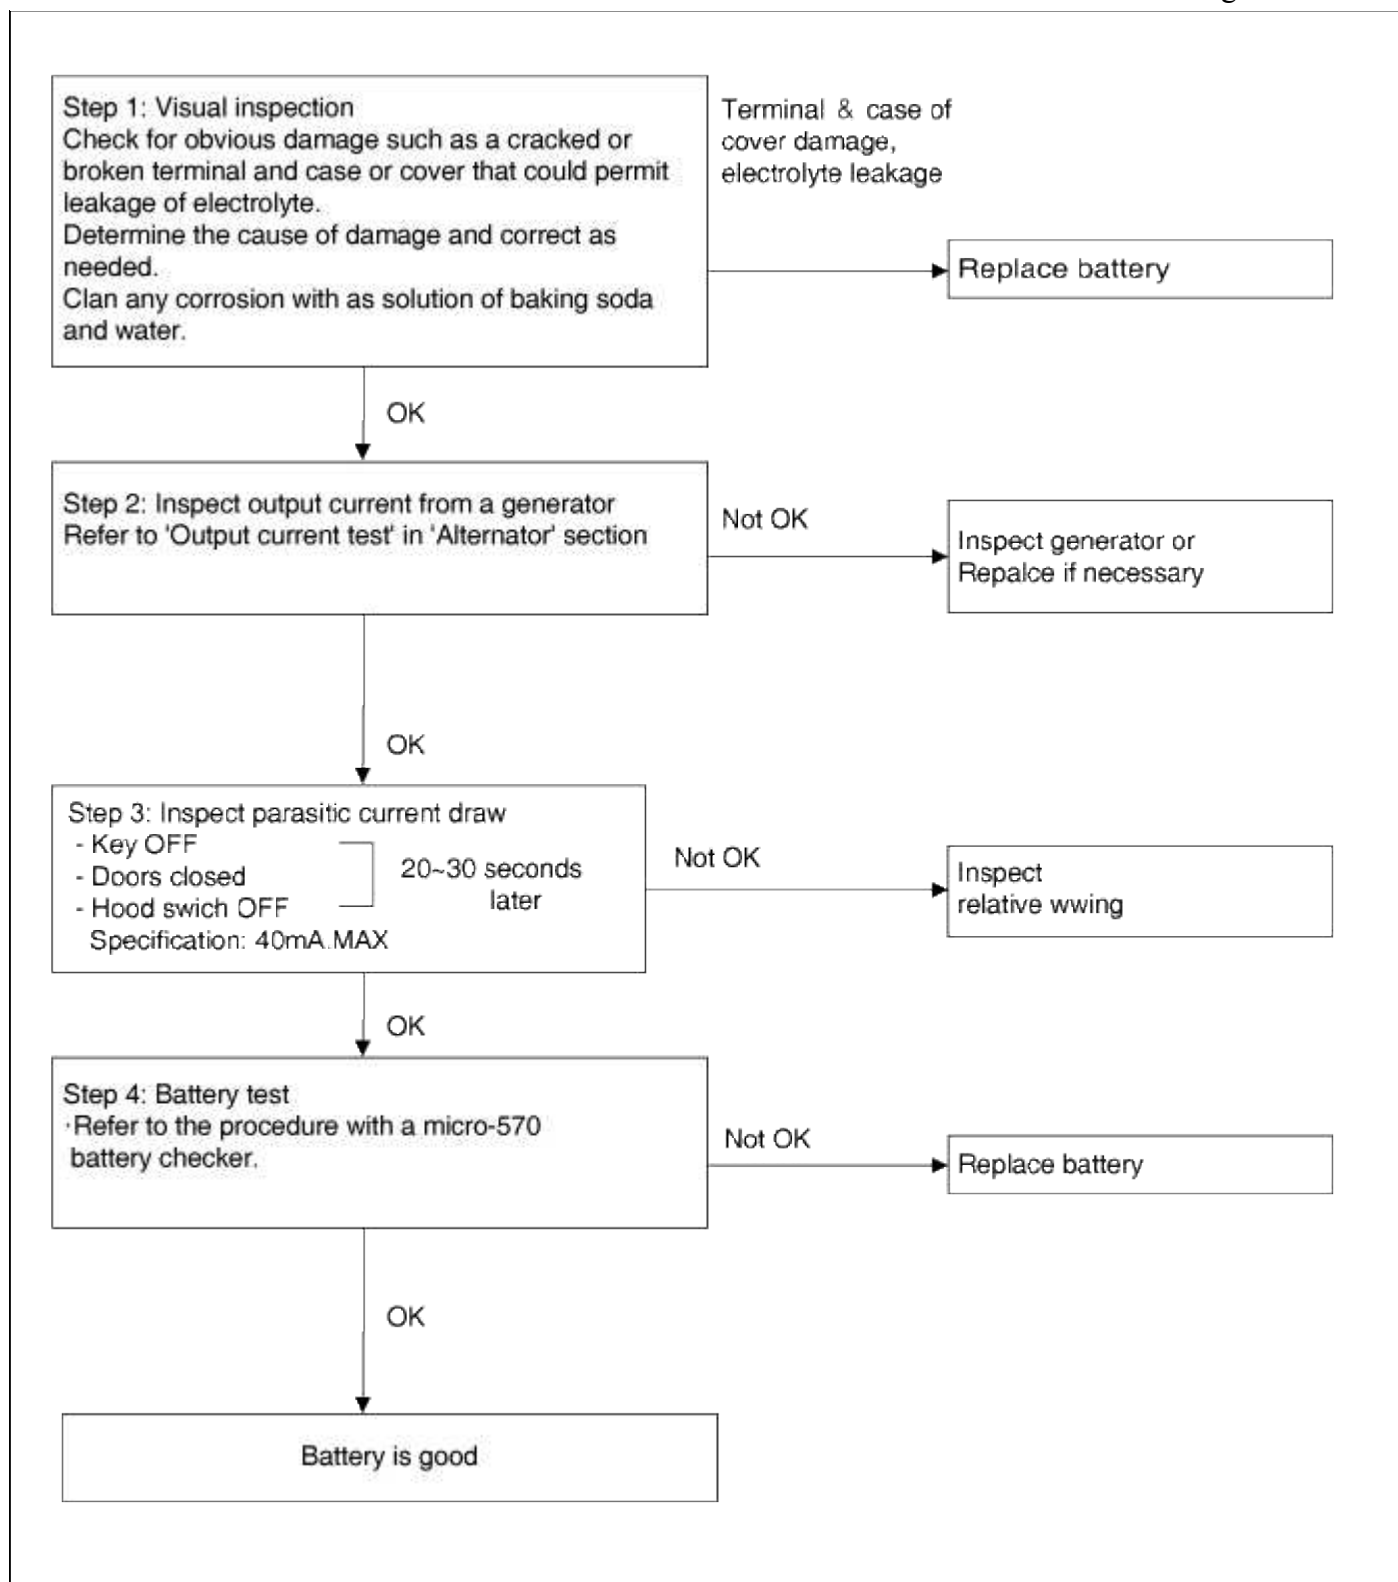 Step 1: Visual inspection
Check for obvious damage such as a cracked or
broken terminal and case or cover that could permit
leakage of electrolyte.
Determine the cause of damage and correct as
needed.
Clan any corrosion with as solution of baking soda
and water.
Terminal & case of
cover damage,
electrolyte leakage
Replace battery
OK
Step 2: Inspect output current from a generator
Refer to 'Output current test' in 'Alternator' section
Not OK
Inspect generator or
Repalce if necessary
OK
Step 3: Inspect parasitic current draw
- Key OFF
- Doors closed
- Hood swich OFF
20~30 seconds
later
Specification: 40mA.MAX
Not OK
Inspect
relative wwing
OK
Step 4: Battery test
·Refer to the procedure with a micro-570
battery checker.
Not OK
Replace battery
OK
Battery is good